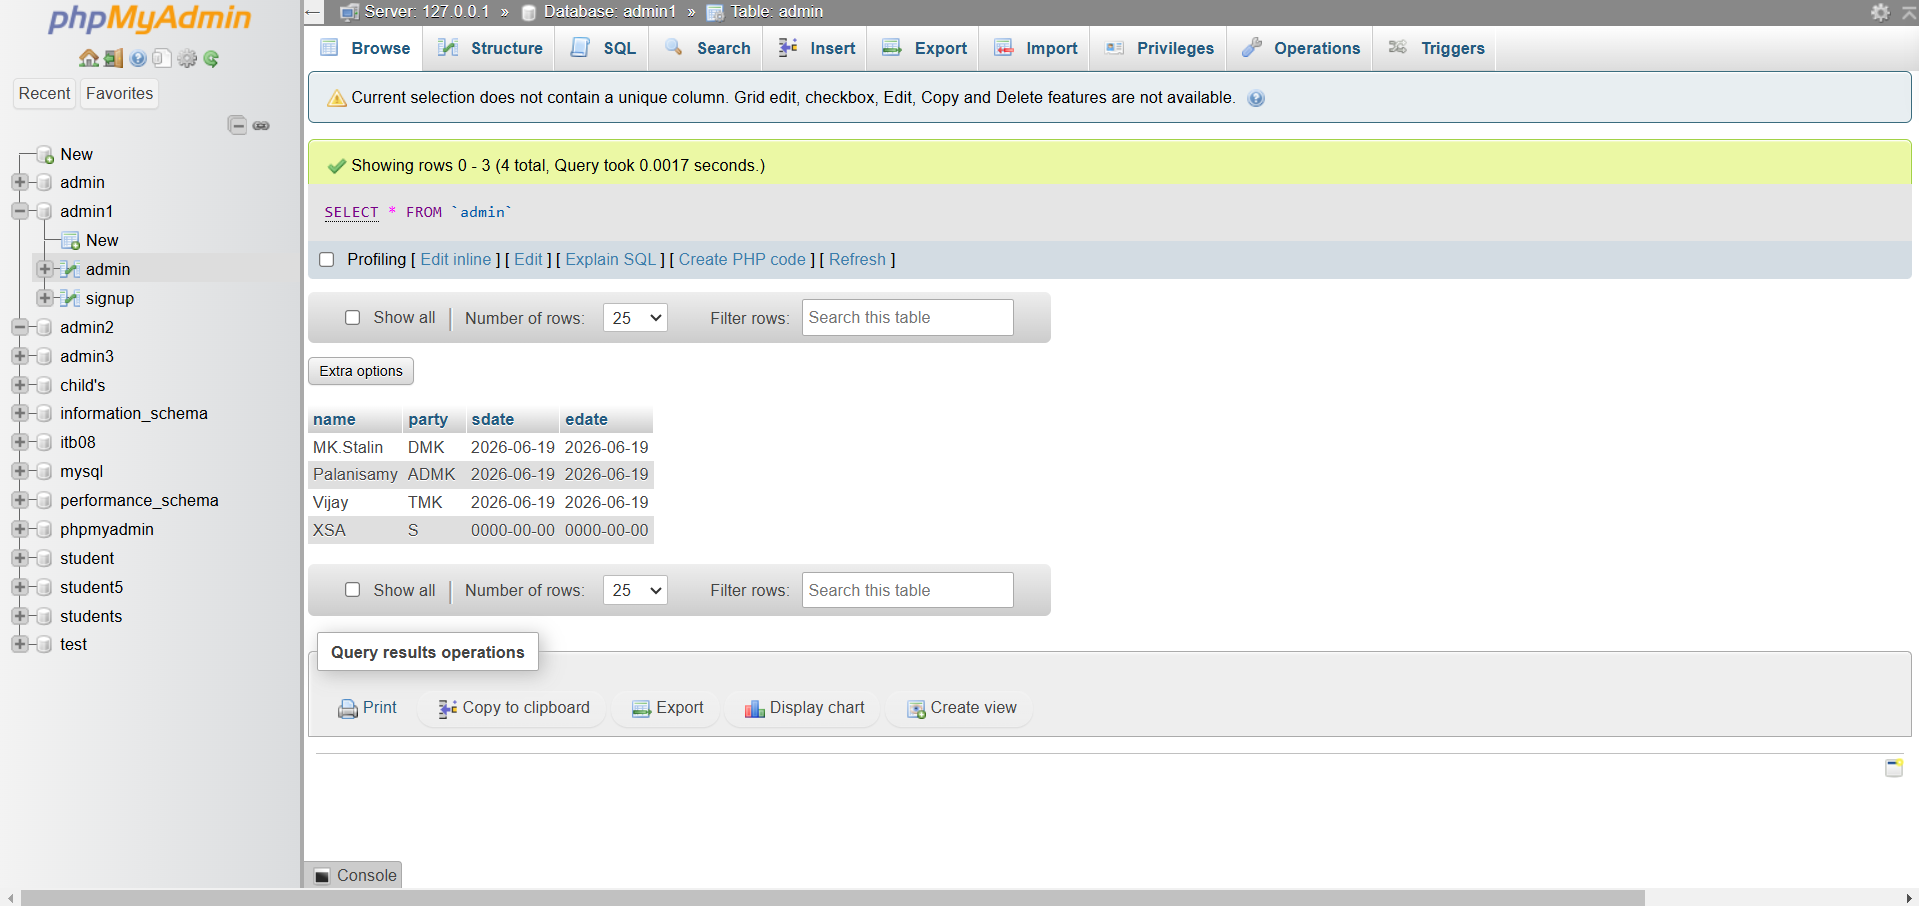 phpMyAdmin
Recent Favorites
New
admin
admin1
New
admin
signup
admin2
admin3
child's
information_schema
itb08
mysql
performance_schema
phpmyadmin
student
student5
students
test
Server: 127.0.0.1 » Database: admin1 » Table: admin
Browse Structure SQL Search Insert Export Import Privileges Operations Triggers
Current selection does not contain a unique column. Grid edit, checkbox, Edit, Copy and Delete features are not available.
Showing rows 0 - 3 (4 total, Query took 0.0017 seconds.)
SELECT * FROM `admin`
Profiling [ Edit inline ] [ Edit ] [ Explain SQL ] [ Create PHP code ] [ Refresh ]
Show all Number of rows: 25 Filter rows: Search this table
Extra options
name party sdate edate
MK.Stalin DMK 2026-06-19 2026-06-19
Palanisamy ADMK 2026-06-19 2026-06-19
Vijay TMK 2026-06-19 2026-06-19
XSA S 0000-00-00 0000-00-00
Show all Number of rows: 25 Filter rows: Search this table
Query results operations
Print Copy to clipboard Export Display chart Create view
Console